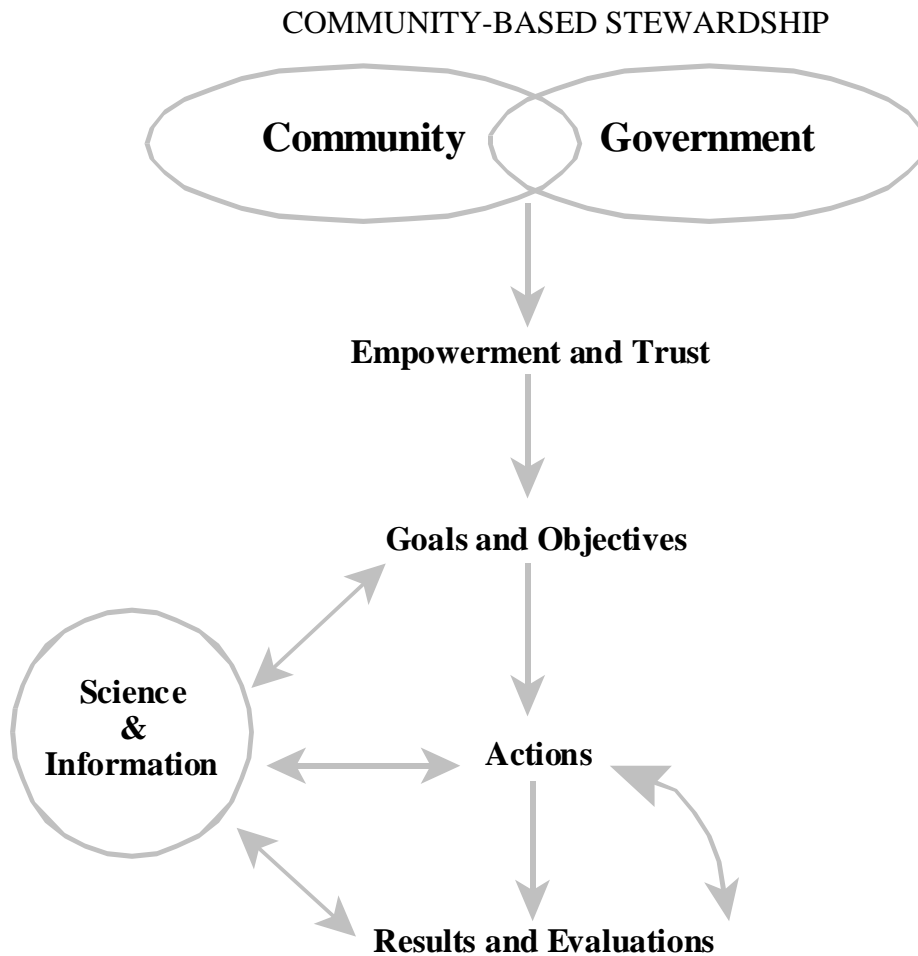 COMMUNITY-BASED STEWARDSHIP
Community
Government
Empowerment and Trust
Goals and Objectives
Science
&
Information
Actions
Results and Evaluations